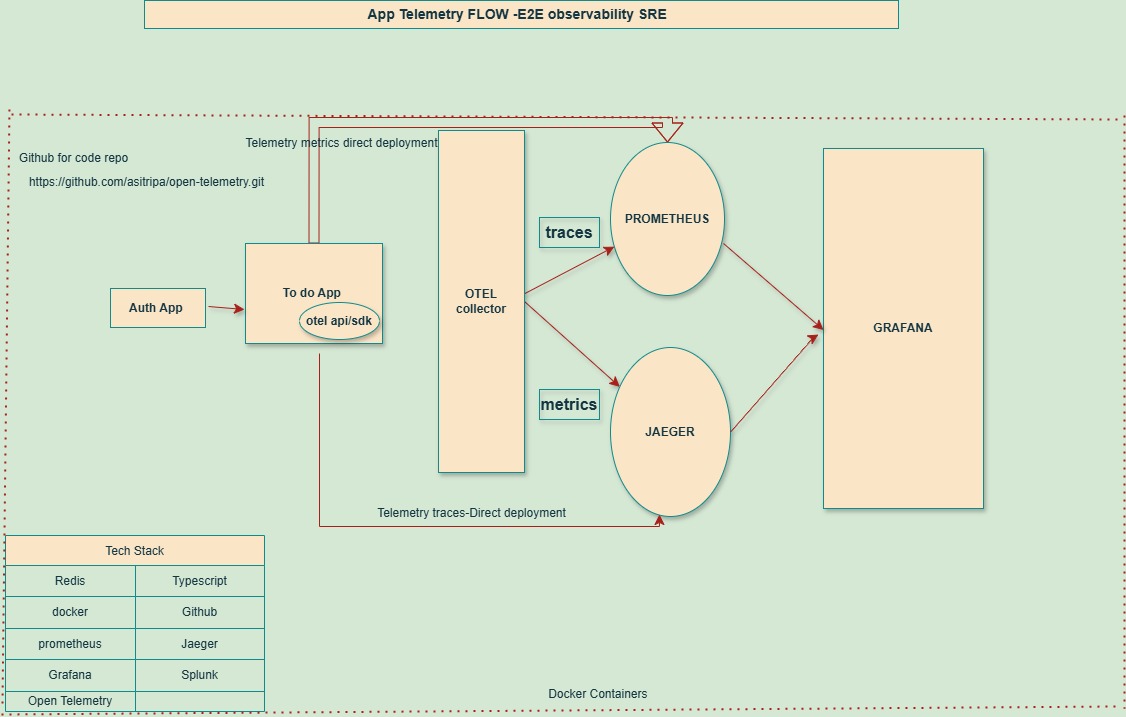 App Telemetry FLOW -E2E observability SRE
Telemetry metrics direct deployment
Github for code repo
https://github.com/asitripa/open-telemetry.git
PROMETHEUS
traces
To do App
otel api/sdk
Auth App
OTEL
collector
GRAFANA
metrics
JAEGER
Telemetry traces-Direct deployment
Tech Stack
Redis Typescript
docker Github
prometheus Jaeger
Grafana Splunk
Open Telemetry
Docker Containers